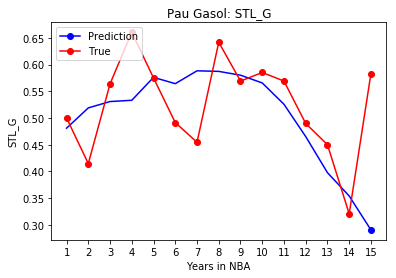 Pau Gasol: STL_G
Prediction
True
STL_G
0.65
0.60
0.55
0.50
0.45
0.40
0.35
0.30
1 2 3 4 5 6 7 8 9 10 11 12 13 14 15
Years in NBA